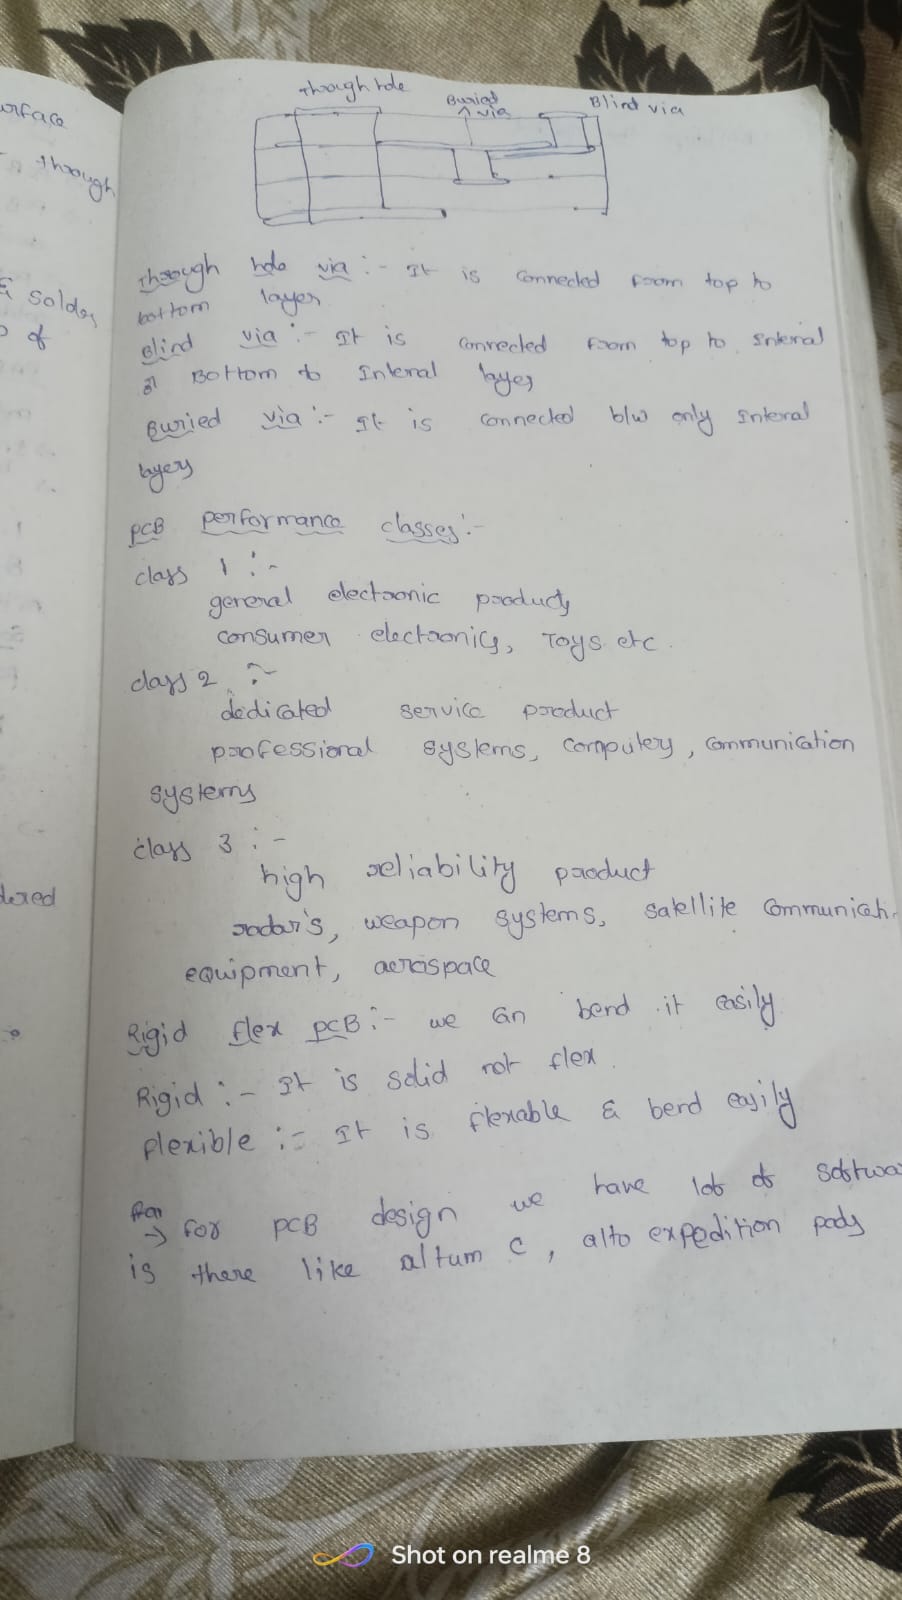 urface
through
& solder
of
dered
Through hole
Buried via
Blind via
Through hole via :- It is connected from top to
bottom layer
Blind via :- It is connected from top to Internal
or Bottom to Internal layer
Buried via :- It is connected b/w only Internal
layers
PCB performance classes :-
class 1 :-
general electronic products
consumer electronics, Toys etc.
class 2 :-
dedicated service product
professional systems, computers, communication
systems
class 3 :-
high reliability product
radar's, weapon systems, satellite communicati
equipment, aerospace
Rigid flex PCB :- we can bend it easily
Rigid :- It is solid not flex.
flexible :- It is flexable & bend easily
→ for PCB design we have lot of softwa
is there like altum C, alto expedition pads
Shot on realme 8